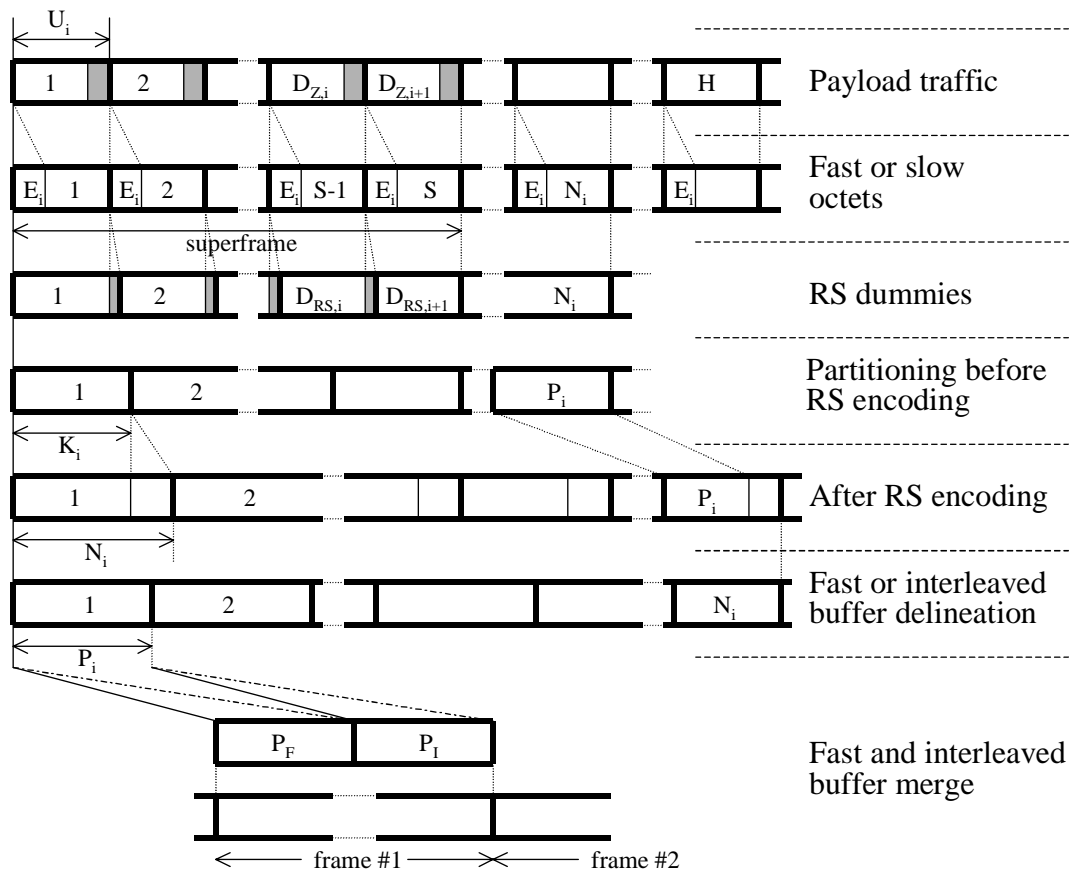 U_i
1 2 D_Z,i D_Z,i+1 H Payload traffic
E_i 1 E_i 2 E_i S-1 E_i S E_i N_i E_i Fast or slow
octets
superframe
1 2 D_RS,i D_RS,i+1 N_i RS dummies
1 2 P_i Partitioning before
RS encoding
K_i
1 2 P_i After RS encoding
N_i
1 2 N_i Fast or interleaved
buffer delineation
P_i
P_F P_I Fast and interleaved
buffer merge
frame #1 frame #2